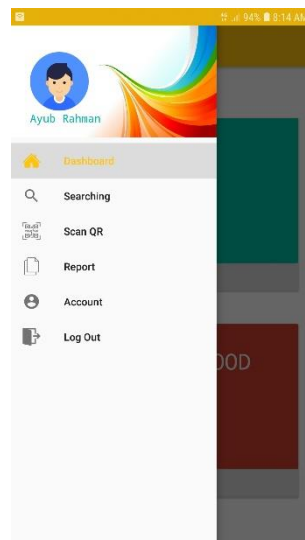 94% 8:14 AM
Ayub Rahman
Dashboard
Searching
Scan QR
Report
Account
Log Out
OOD